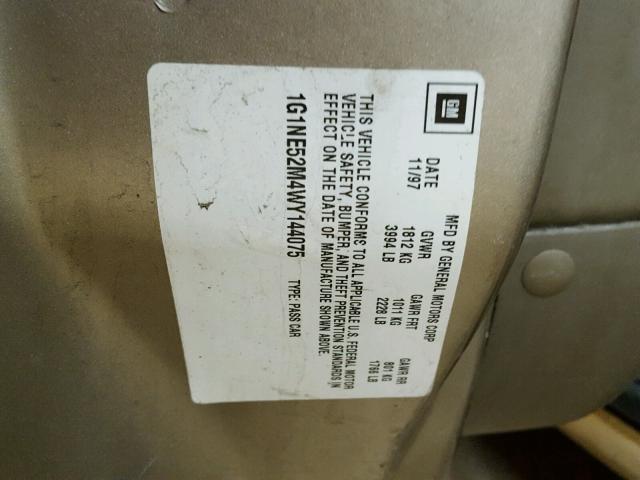 GM
MFD BY GENERAL MOTORS CORP
DATE GVWR GAWR FRT GAWR RR
11/97 1812 KG 1011 KG 801 KG
3994 LB 2228 LB 1766 LB
THIS VEHICLE CONFORMS TO ALL APPLICABLE U.S. FEDERAL MOTOR
VEHICLE SAFETY, BUMPER, AND THEFT PREVENTION STANDARDS IN
EFFECT ON THE DATE OF MANUFACTURE SHOWN ABOVE.
1G1NE52M4WY144075 TYPE: PASS CAR